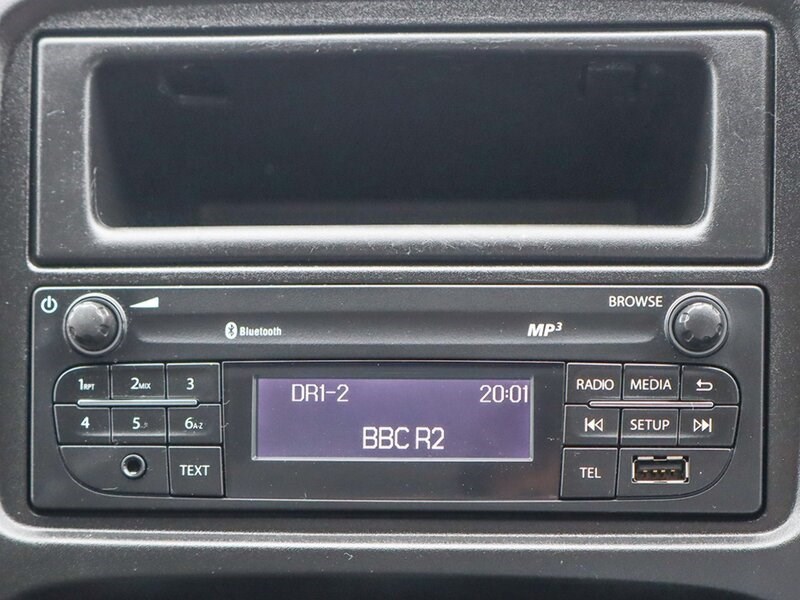 BROWSE
Bluetooth
MP3
1RPT 2MIX 3
RADIO MEDIA
DR1-2 20:01
4 5 6A-Z
SETUP
BBC R2
TEXT
TEL